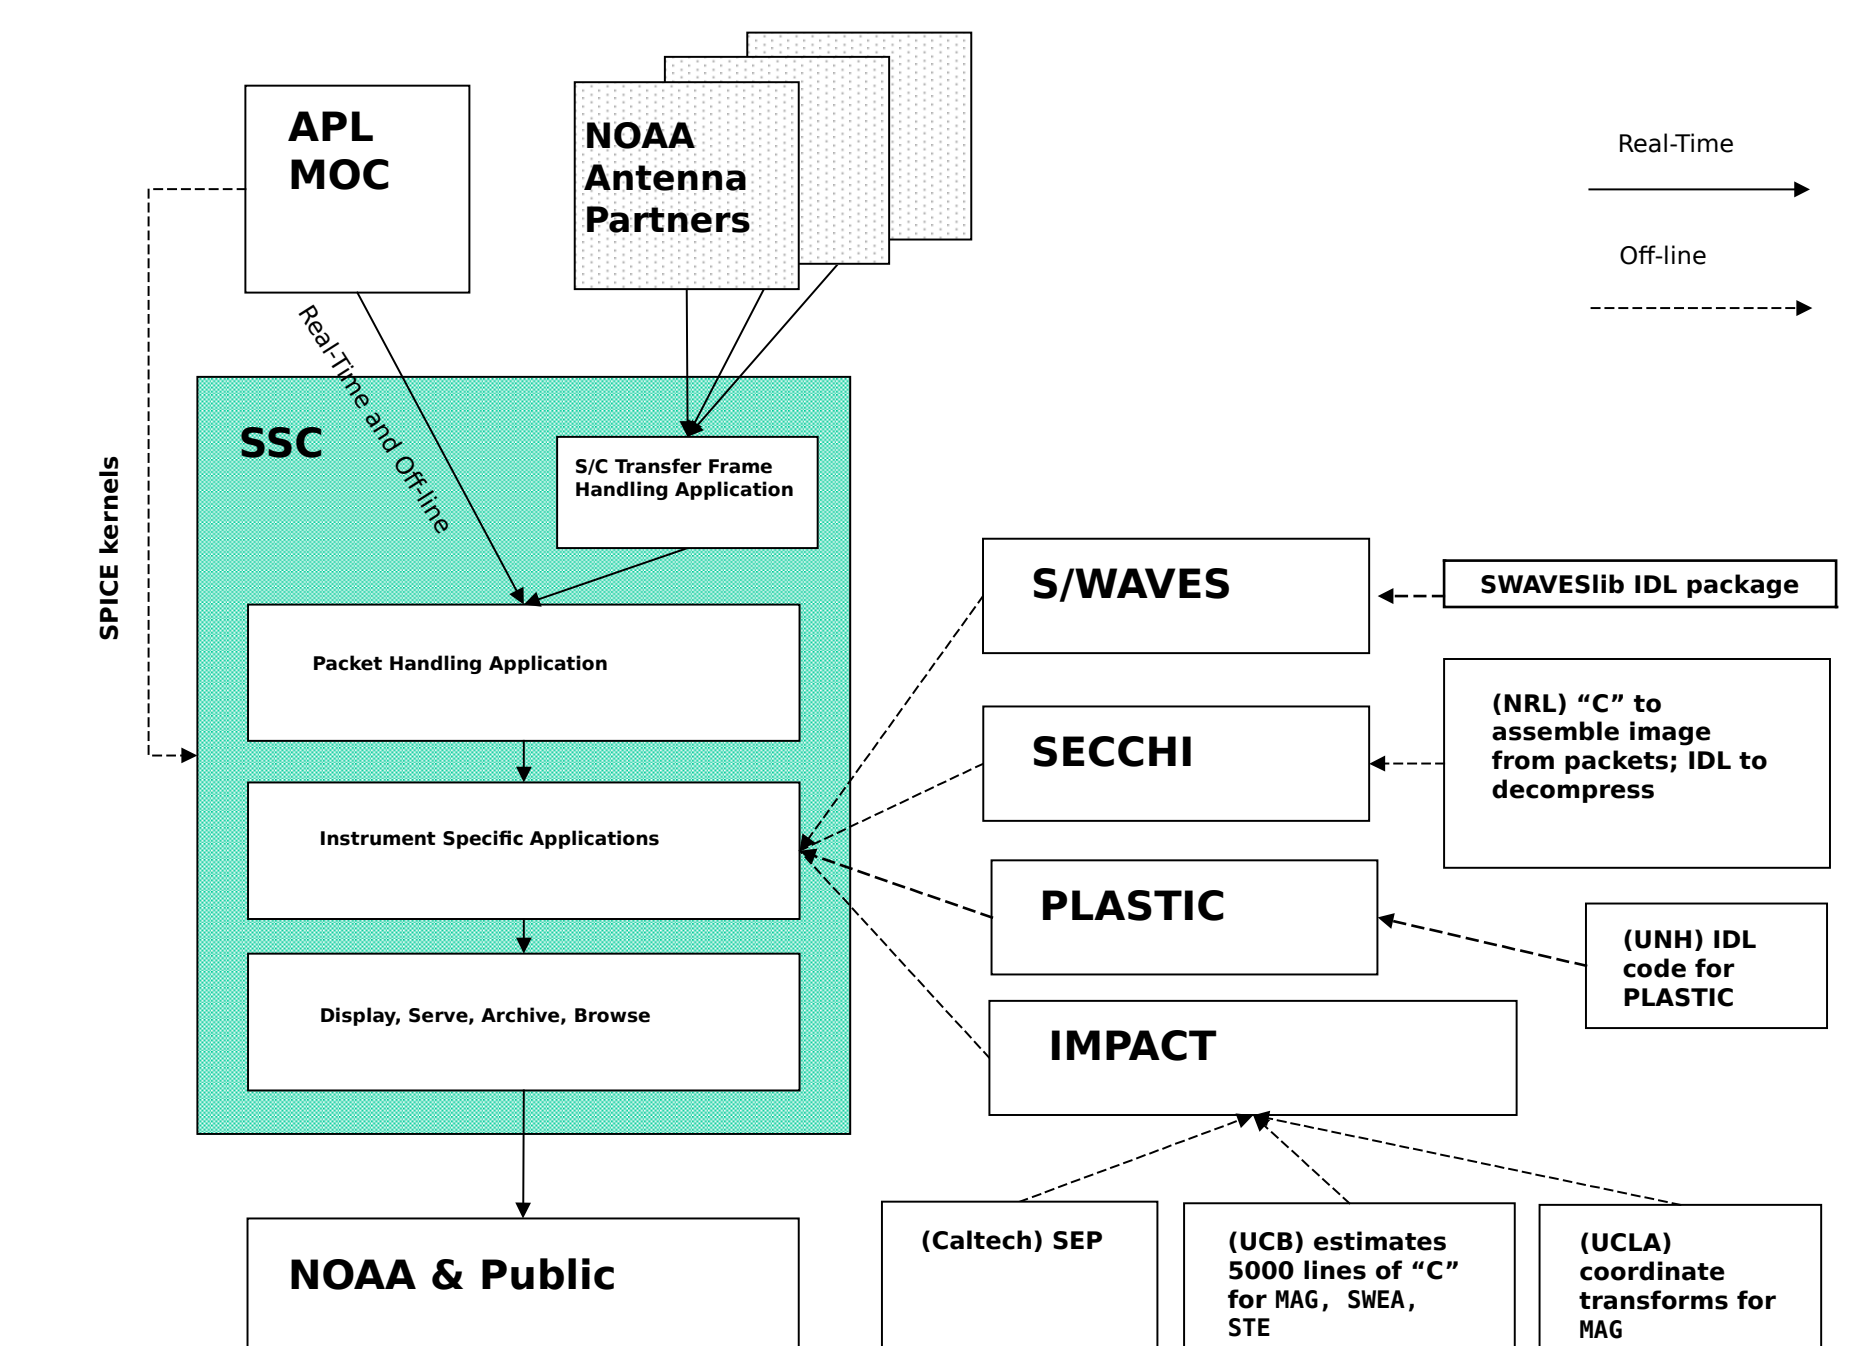 APL
MOC
NOAA
Antenna
Partners
Real-Time
Off-line
Real-Time and Off-line
SPICE kernels
SSC
S/C Transfer Frame
Handling Application
Packet Handling Application
Instrument Specific Applications
Display, Serve, Archive, Browse
NOAA & Public
S/WAVES
SWAVESlib IDL package
SECCHI
(NRL) “C” to
assemble image
from packets; IDL to
decompress
PLASTIC
(UNH) IDL
code for
PLASTIC
IMPACT
(Caltech) SEP
(UCB) estimates
5000 lines of “C”
for MAG, SWEA,
STE
(UCLA)
coordinate
transforms for
MAG